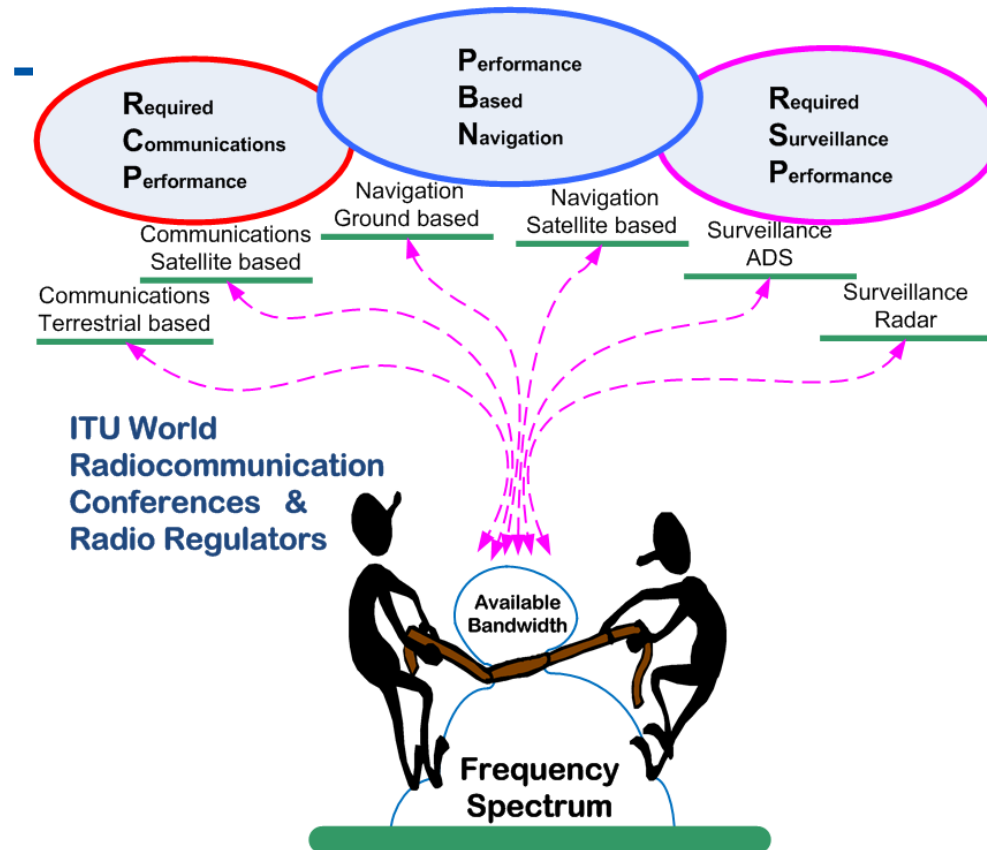 Required
Communications
Performance
Performance
Based
Navigation
Required
Surveillance
Performance
Communications
Terrestrial based
Communications
Satellite based
Navigation
Ground based
Navigation
Satellite based
Surveillance
ADS
Surveillance
Radar
ITU World
Radiocommunication
Conferences &
Radio Regulators
Available
Bandwidth
Frequency
Spectrum